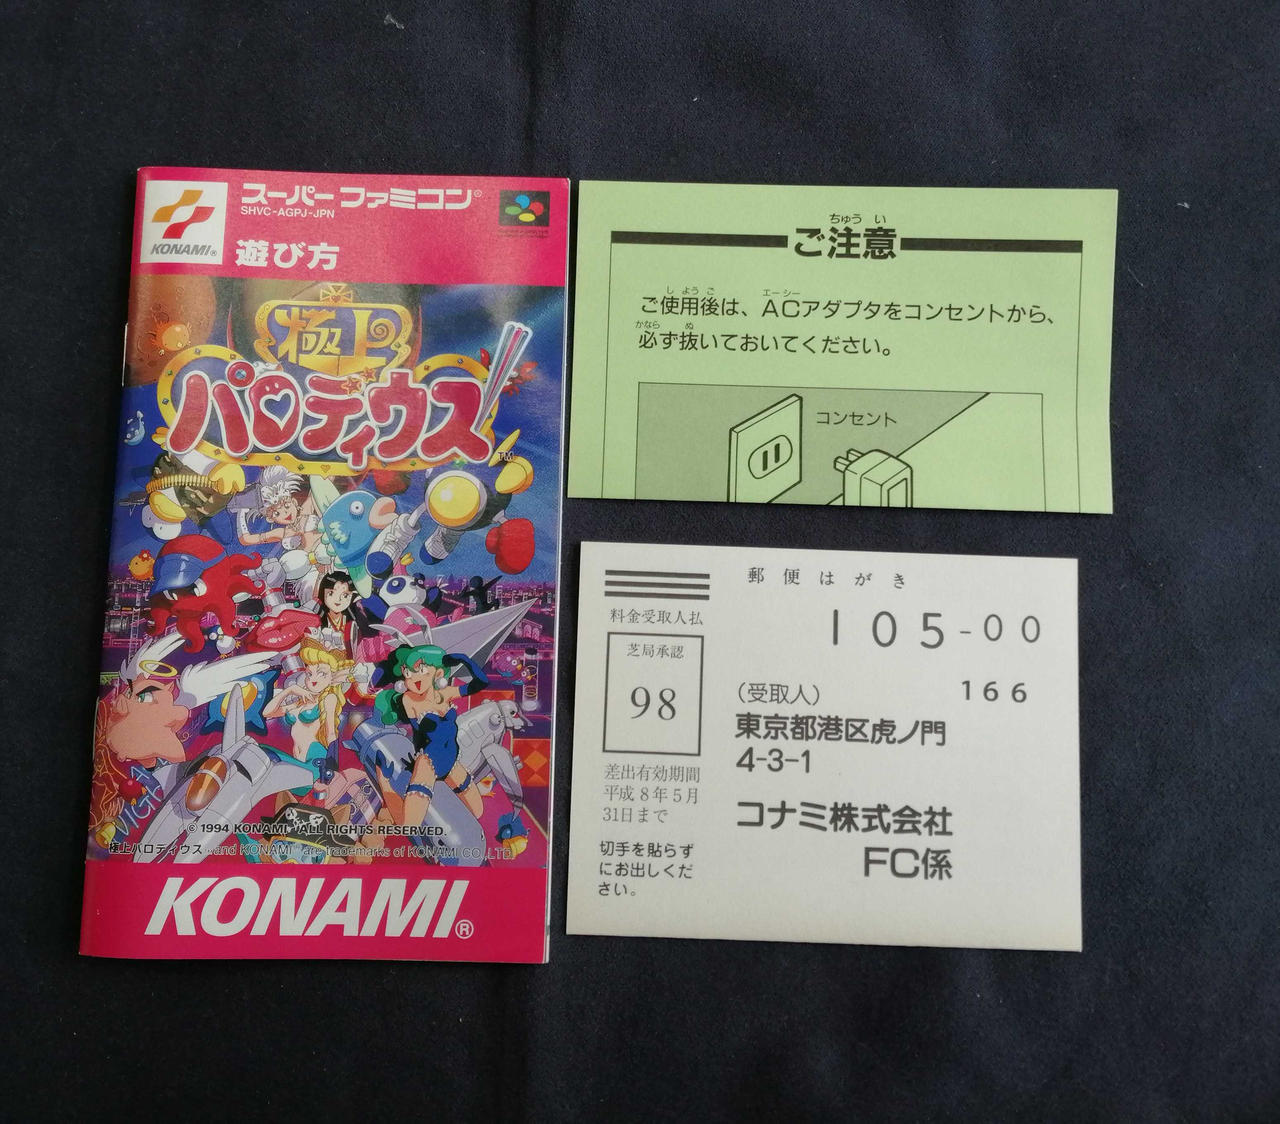 KONAMI®
スーパーファミコン®
SHVC-AGPJ-JPN
遊び方
極上
パロディウス
TM
© 1994 KONAMI ALL RIGHTS RESERVED.
極上パロディウス and KONAMI are trademarks of KONAMI CO., LTD.
KONAMI®
ちゅうい
ご注意
しようご エーシー
ご使用後は、ACアダプタをコンセントから、
かなら ぬ
必ず抜いておいてください。
コンセント
郵便はがき
105-00
料金受取人払
芝局承認
98
166
(受取人)
東京都港区虎ノ門
4-3-1
コナミ株式会社
FC係
差出有効期間
平成8年5月
31日まで
切手を貼らず
にお出しくだ
さい。